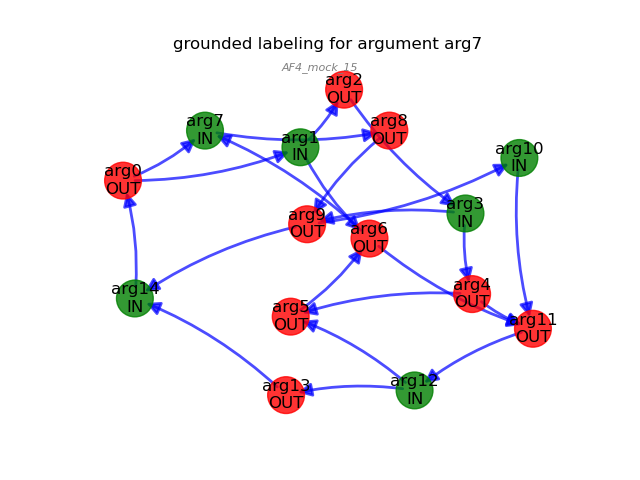 grounded labeling for argument arg7
AF4_mock_15
arg2
OUT
arg7
IN
arg8
OUT
arg1
IN
arg10
IN
arg0
OUT
arg3
IN
arg9
OUT
arg6
OUT
arg14
IN
arg4
OUT
arg5
OUT
arg11
OUT
arg12
IN
arg13
OUT